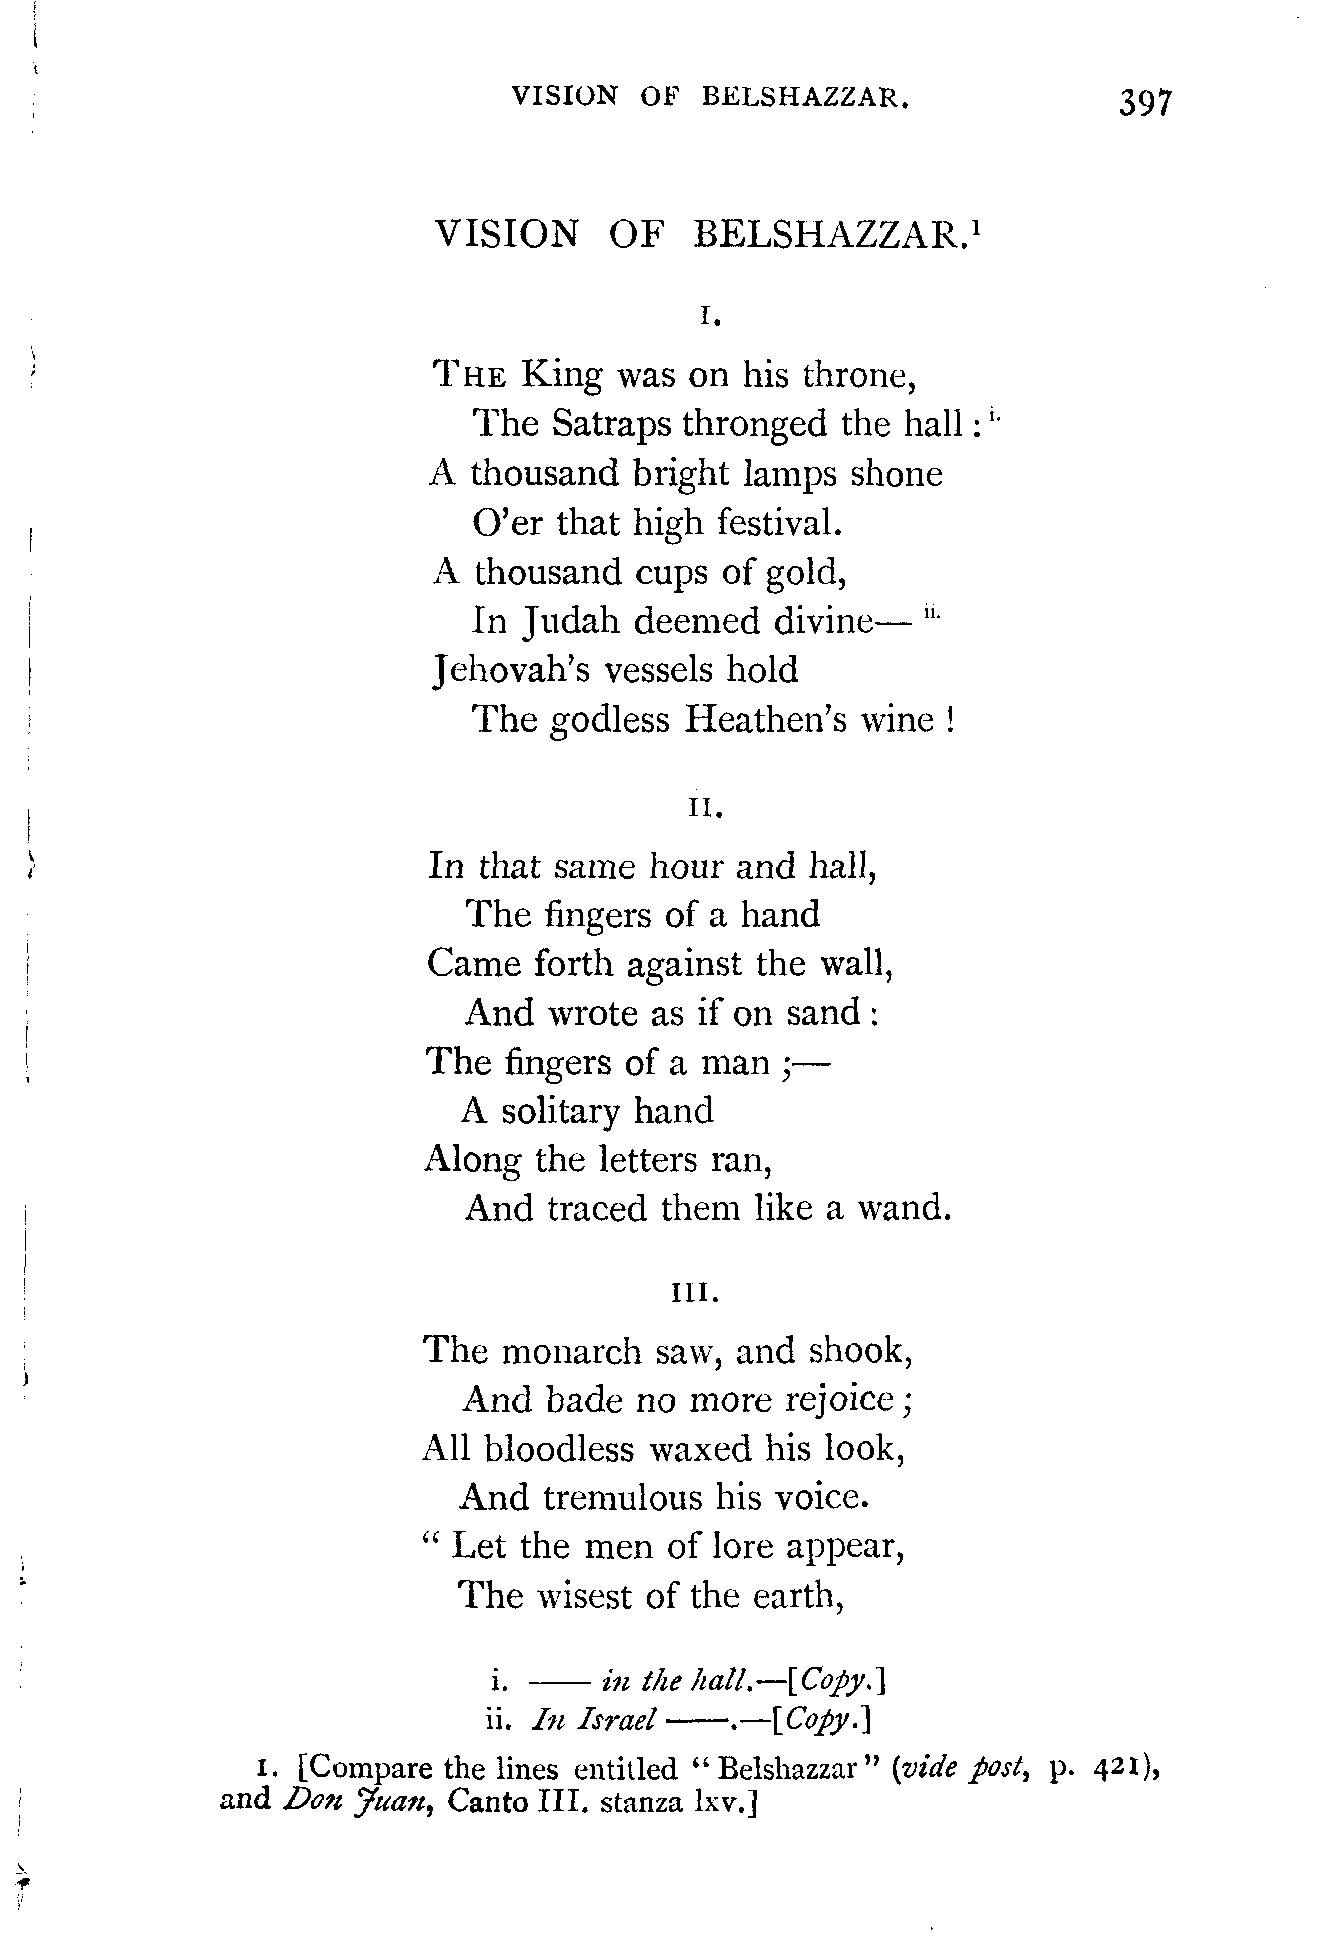 VISION OF BELSHAZZAR. 397
VISION OF BELSHAZZAR.¹
I.
THE King was on his throne,
The Satraps thronged the hall : i.
A thousand bright lamps shone
O'er that high festival.
A thousand cups of gold,
In Judah deemed divine— ii.
Jehovah's vessels hold
The godless Heathen's wine !
II.
In that same hour and hall,
The fingers of a hand
Came forth against the wall,
And wrote as if on sand :
The fingers of a man ;—
A solitary hand
Along the letters ran,
And traced them like a wand.
III.
The monarch saw, and shook,
And bade no more rejoice ;
All bloodless waxed his look,
And tremulous his voice.
“ Let the men of lore appear,
The wisest of the earth,
i. —— in the hall.—[Copy.]
ii. In Israel ——.—[Copy.]
1. [Compare the lines entitled “Belshazzar” (vide post, p. 421),
and Don Juan, Canto III. stanza lxv.]